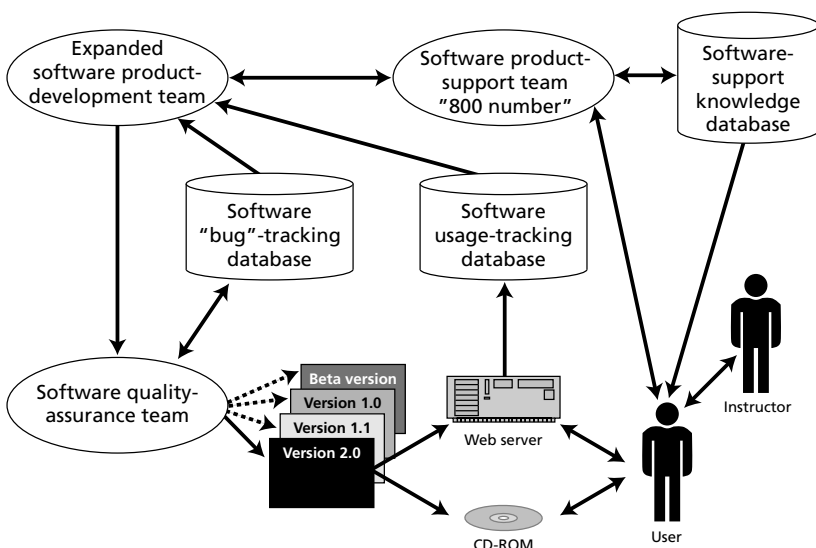 Expanded
software product-
development team
Software product-
support team
"800 number"
Software-
support
knowledge
database
Software
“bug”-tracking
database
Software
usage-tracking
database
Software quality-
assurance team
Beta version
Version 1.0
Version 1.1
Version 2.0
Web server
CD-ROM
User
Instructor